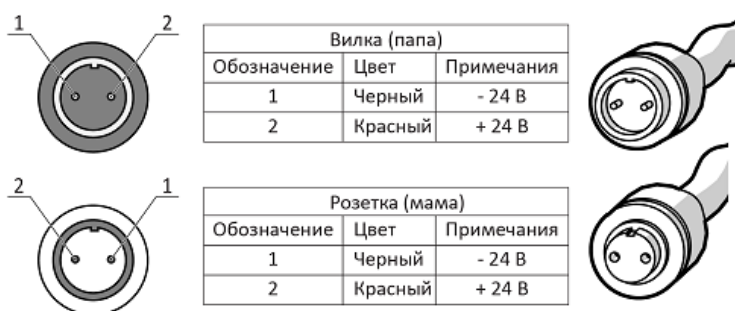 1 2
Вилка (папа)
Обозначение Цвет Примечания
1 Черный - 24 В
2 Красный + 24 В
2 1
Розетка (мама)
Обозначение Цвет Примечания
1 Черный - 24 В
2 Красный + 24 В